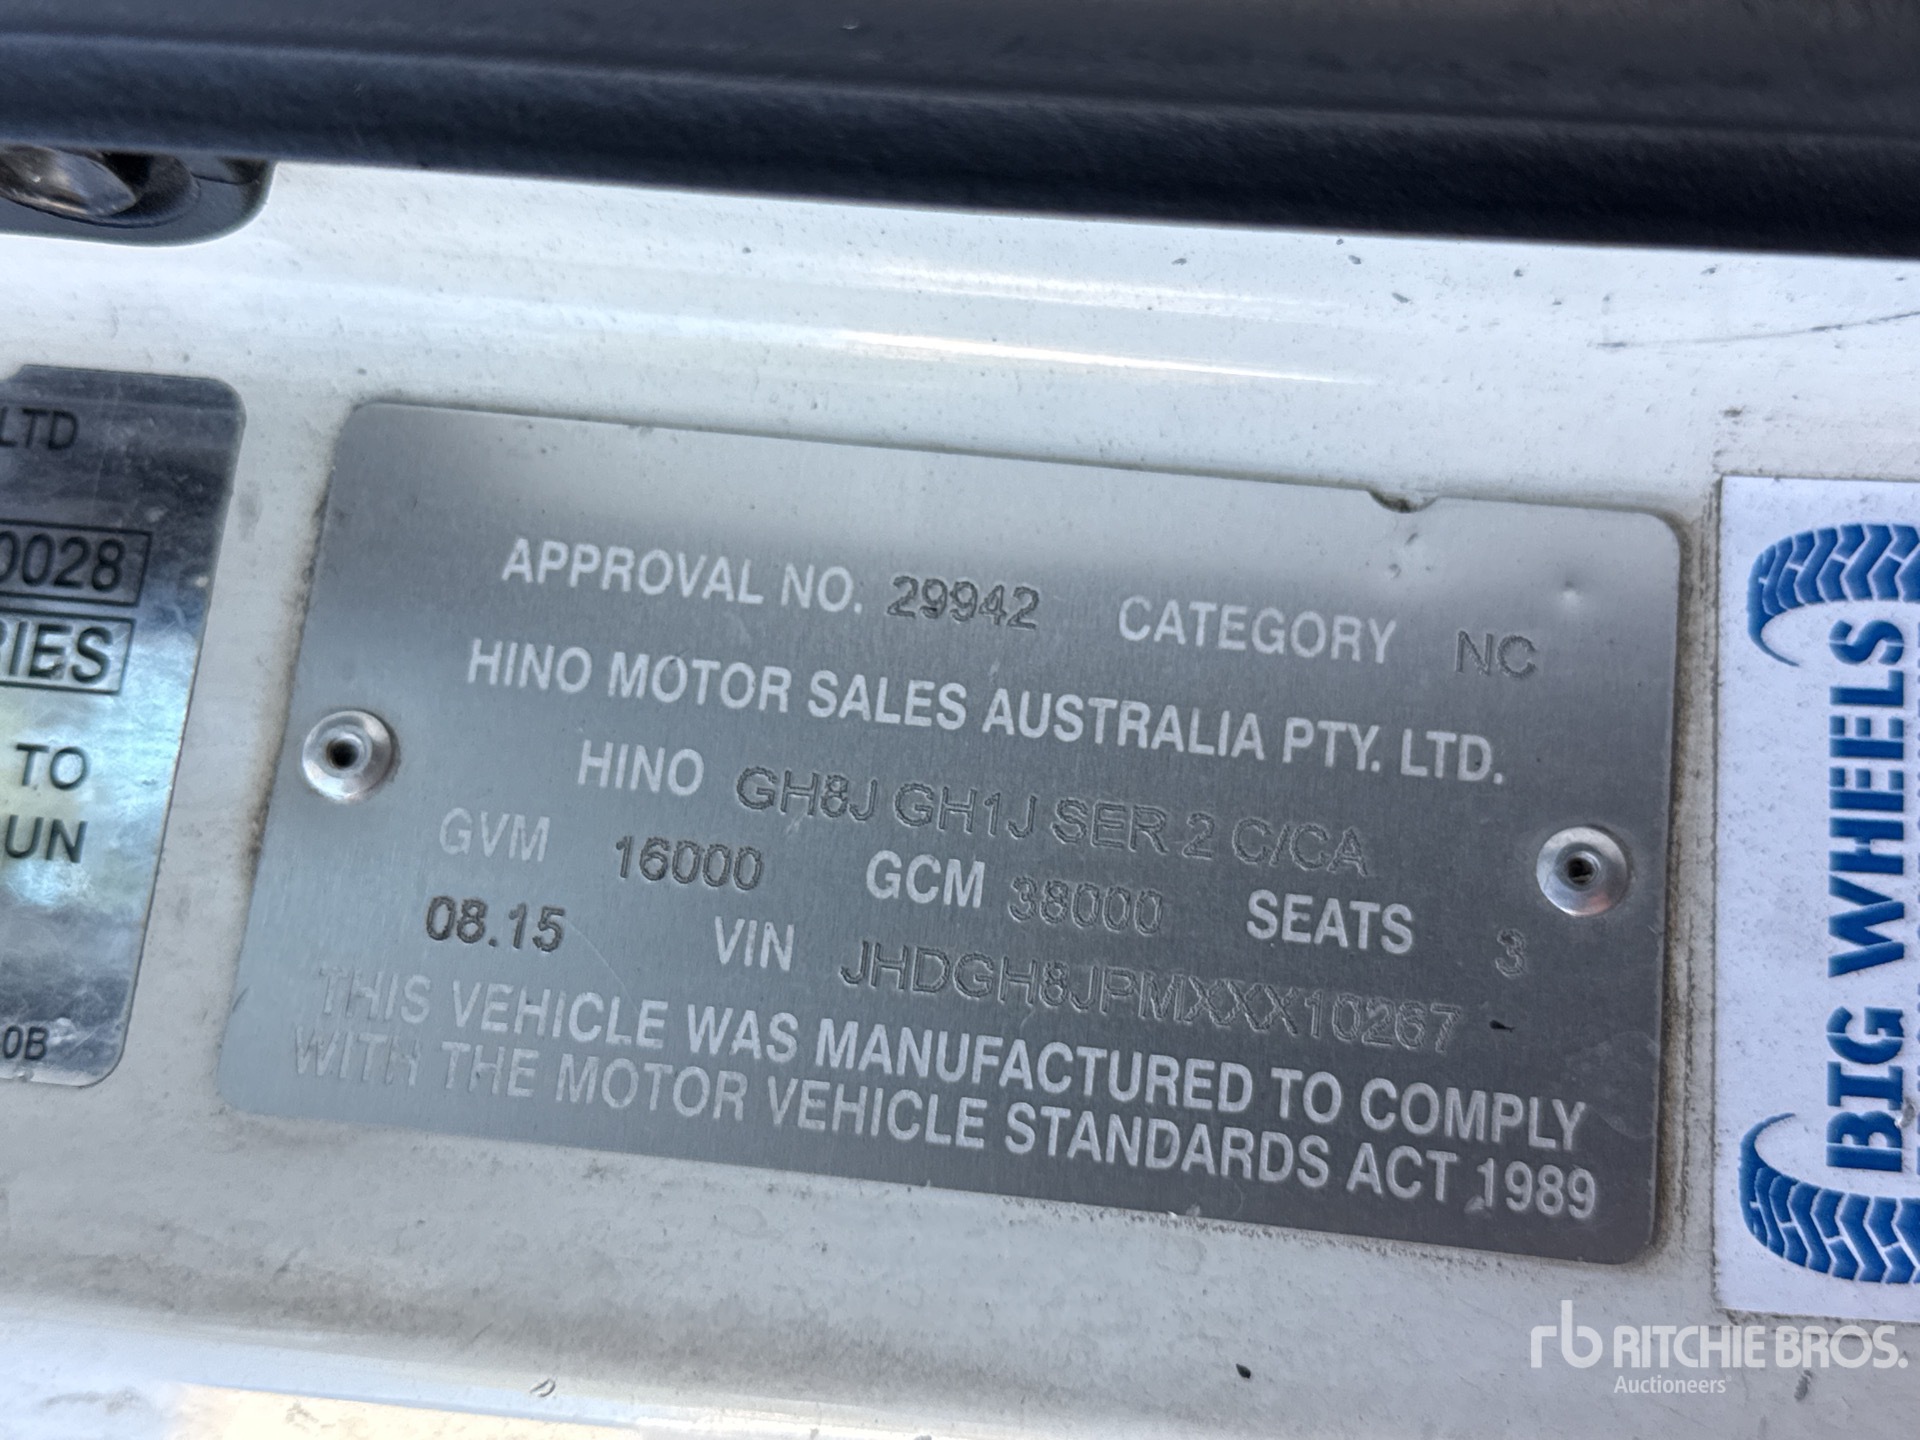 LTD
0028
RIES
TO
UN
0B
APPROVAL NO. 29942 CATEGORY NC
HINO MOTOR SALES AUSTRALIA PTY. LTD.
HINO GH8J GH1J SER 2 C/CA
GVM 16000 GCM 38000 SEATS 3
08.15 VIN JHDGH8JPMXXX10267
THIS VEHICLE WAS MANUFACTURED TO COMPLY
WITH THE MOTOR VEHICLE STANDARDS ACT 1989
BIG WHEELS
rb RITCHIE BROS.
Auctioneers